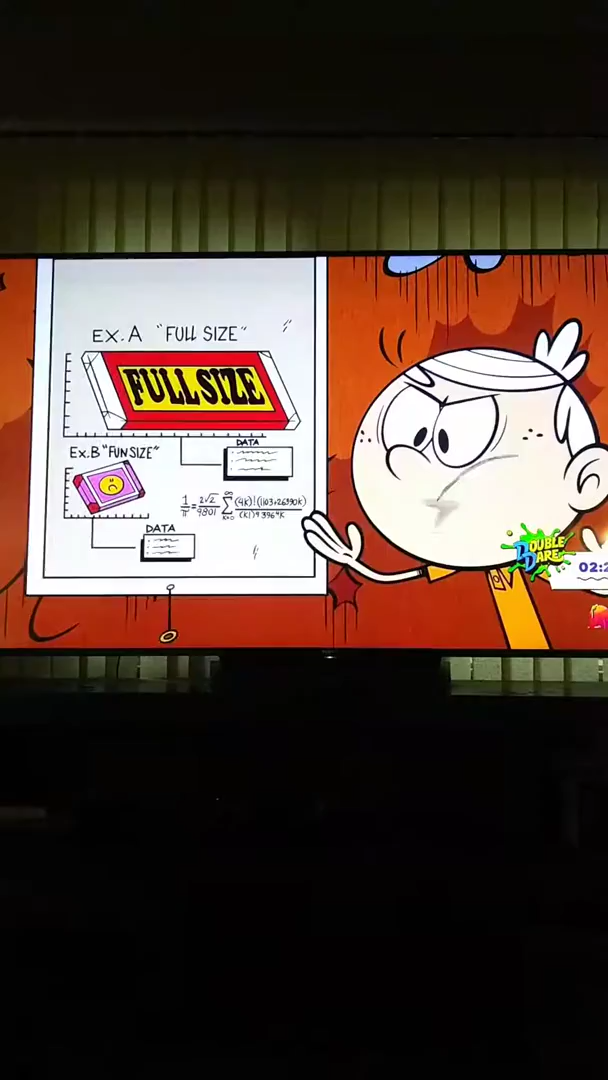 EX. A "FULL SIZE"
FULL SIZE
DATA
EX. B "FUN SIZE"
1/π = 2√2/9801 ∑ ∞ k=0 (4k)!(1103+26390k)/(k!)⁴396⁴ᵏ
DATA
DOUBLE
DARE
02:2